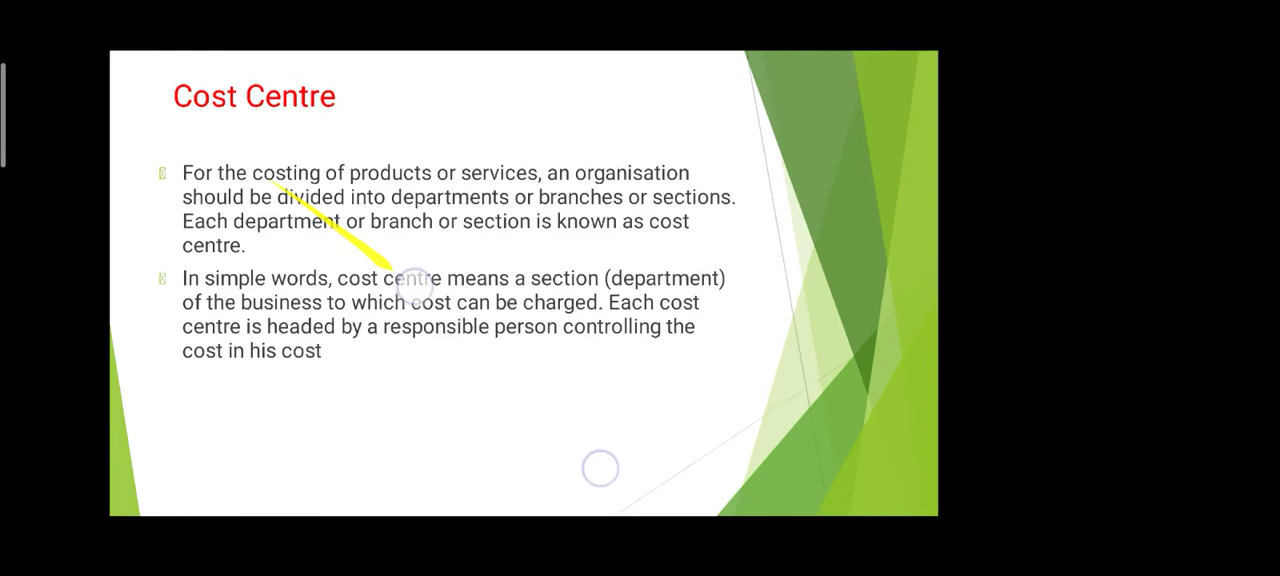 Cost Centre
For the costing of products or services, an organisation
should be divided into departments or branches or sections.
Each department or branch or section is known as cost
centre.
In simple words, cost centre means a section (department)
of the business to which cost can be charged. Each cost
centre is headed by a responsible person controlling the
cost in his cost